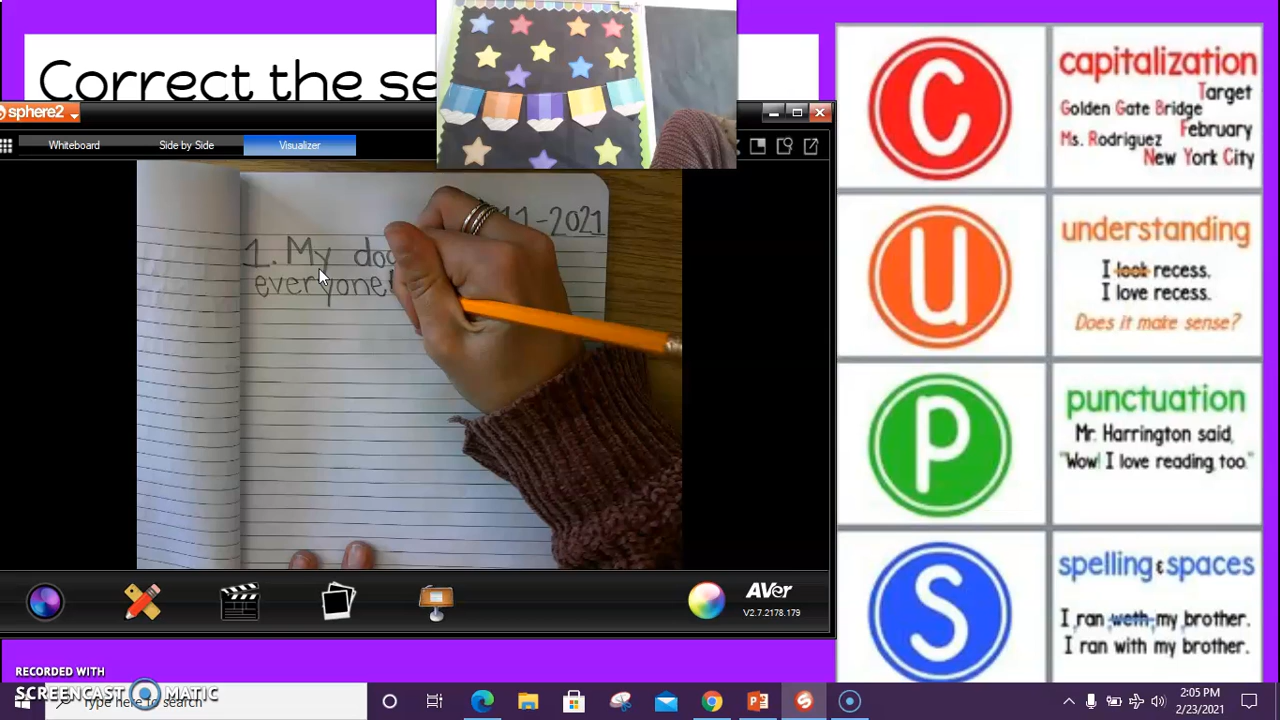 Correct the se
sphere2
Whiteboard
Side by Side
Visualizer
11-2021
1. My
everyone!
AVer
V2.7.2178.179
RECORDED WITH
SCREENCAST MATIC
Type here to search
C
capitalization
Target
Golden Gate Bridge
February
Ms. Rodriguez
New York City
U
understanding
I look recess.
I love recess.
Does it make sense?
P
punctuation
Mr. Harrington said,
"Wow! I love reading, too."
S
spelling & spaces
I ran weth my brother.
I ran with my brother.
2:05 PM
2/23/2021